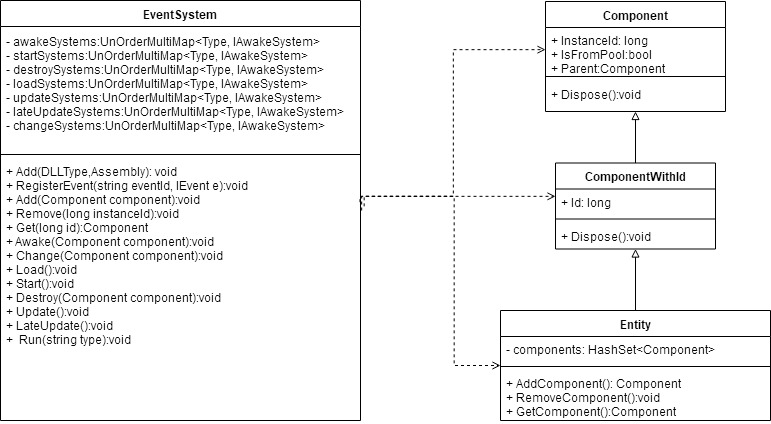 EventSystem
- awakeSystems:UnOrderMultiMap<Type, IAwakeSystem>
- startSystems:UnOrderMultiMap<Type, IAwakeSystem>
- destroySystems:UnOrderMultiMap<Type, IAwakeSystem>
- loadSystems:UnOrderMultiMap<Type, IAwakeSystem>
- updateSystems:UnOrderMultiMap<Type, IAwakeSystem>
- lateUpdateSystems:UnOrderMultiMap<Type, IAwakeSystem>
- changeSystems:UnOrderMultiMap<Type, IAwakeSystem>
+ Add(DLLType,Assembly): void
+ RegisterEvent(string eventId, IEvent e):void
+ Add(Component component):void
+ Remove(long instanceId):void
+ Get(long id):Component
+ Awake(Component component):void
+ Change(Component component):void
+ Load():void
+ Start():void
+ Destroy(Component component):void
+ Update():void
+ LateUpdate():void
+ Run(string type):void
Component
+ InstanceId: long
+ IsFromPool:bool
+ Parent:Component
+ Dispose():void
ComponentWithId
+ Id: long
+ Dispose():void
Entity
- components: HashSet<Component>
+ AddComponent(): Component
+ RemoveComponent():void
+ GetComponent():Component